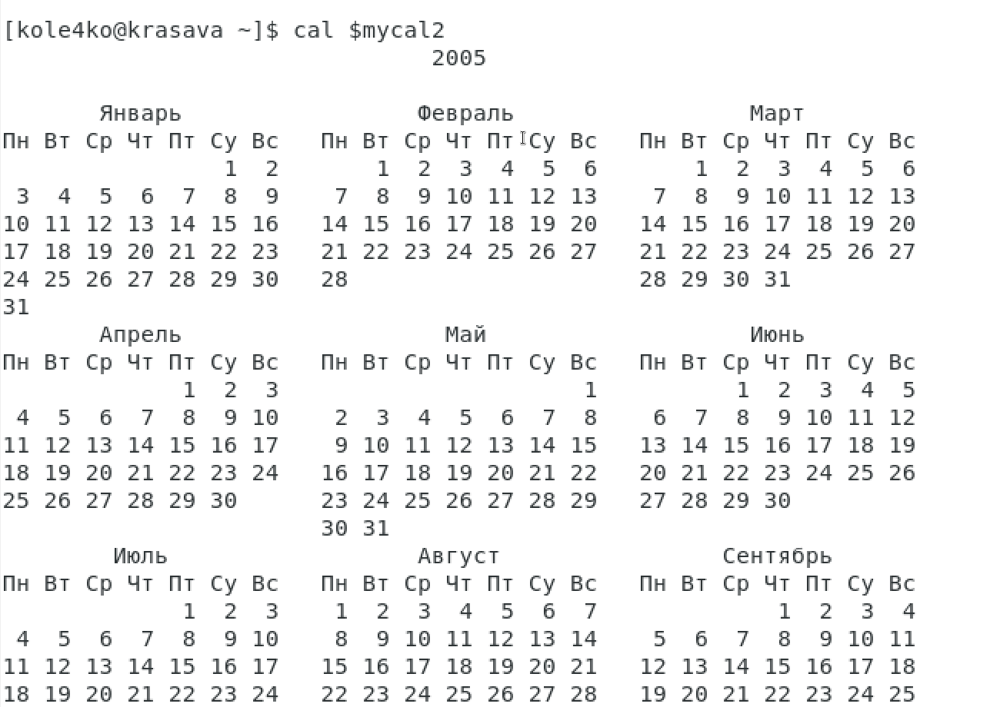 [kole4ko@krasava ~]$ cal $mycal2
                               2005

       Январь                 Февраль                 Март
Пн Вт Ср Чт Пт Су Вс   Пн Вт Ср Чт Пт Су Вс   Пн Вт Ср Чт Пт Су Вс
                1  2       1  2  3  4  5  6       1  2  3  4  5  6
 3  4  5  6  7  8  9    7  8  9 10 11 12 13    7  8  9 10 11 12 13
10 11 12 13 14 15 16   14 15 16 17 18 19 20   14 15 16 17 18 19 20
17 18 19 20 21 22 23   21 22 23 24 25 26 27   21 22 23 24 25 26 27
24 25 26 27 28 29 30   28                     28 29 30 31
31
       Апрель                   Май                   Июнь
Пн Вт Ср Чт Пт Су Вс   Пн Вт Ср Чт Пт Су Вс   Пн Вт Ср Чт Пт Су Вс
             1  2  3                      1          1  2  3  4  5
 4  5  6  7  8  9 10    2  3  4  5  6  7  8    6  7  8  9 10 11 12
11 12 13 14 15 16 17    9 10 11 12 13 14 15   13 14 15 16 17 18 19
18 19 20 21 22 23 24   16 17 18 19 20 21 22   20 21 22 23 24 25 26
25 26 27 28 29 30      23 24 25 26 27 28 29   27 28 29 30
                       30 31
        Июль                  Август                Сентябрь
Пн Вт Ср Чт Пт Су Вс   Пн Вт Ср Чт Пт Су Вс   Пн Вт Ср Чт Пт Су Вс
             1  2  3    1  2  3  4  5  6  7             1  2  3  4
 4  5  6  7  8  9 10    8  9 10 11 12 13 14    5  6  7  8  9 10 11
11 12 13 14 15 16 17   15 16 17 18 19 20 21   12 13 14 15 16 17 18
18 19 20 21 22 23 24   22 23 24 25 26 27 28   19 20 21 22 23 24 25